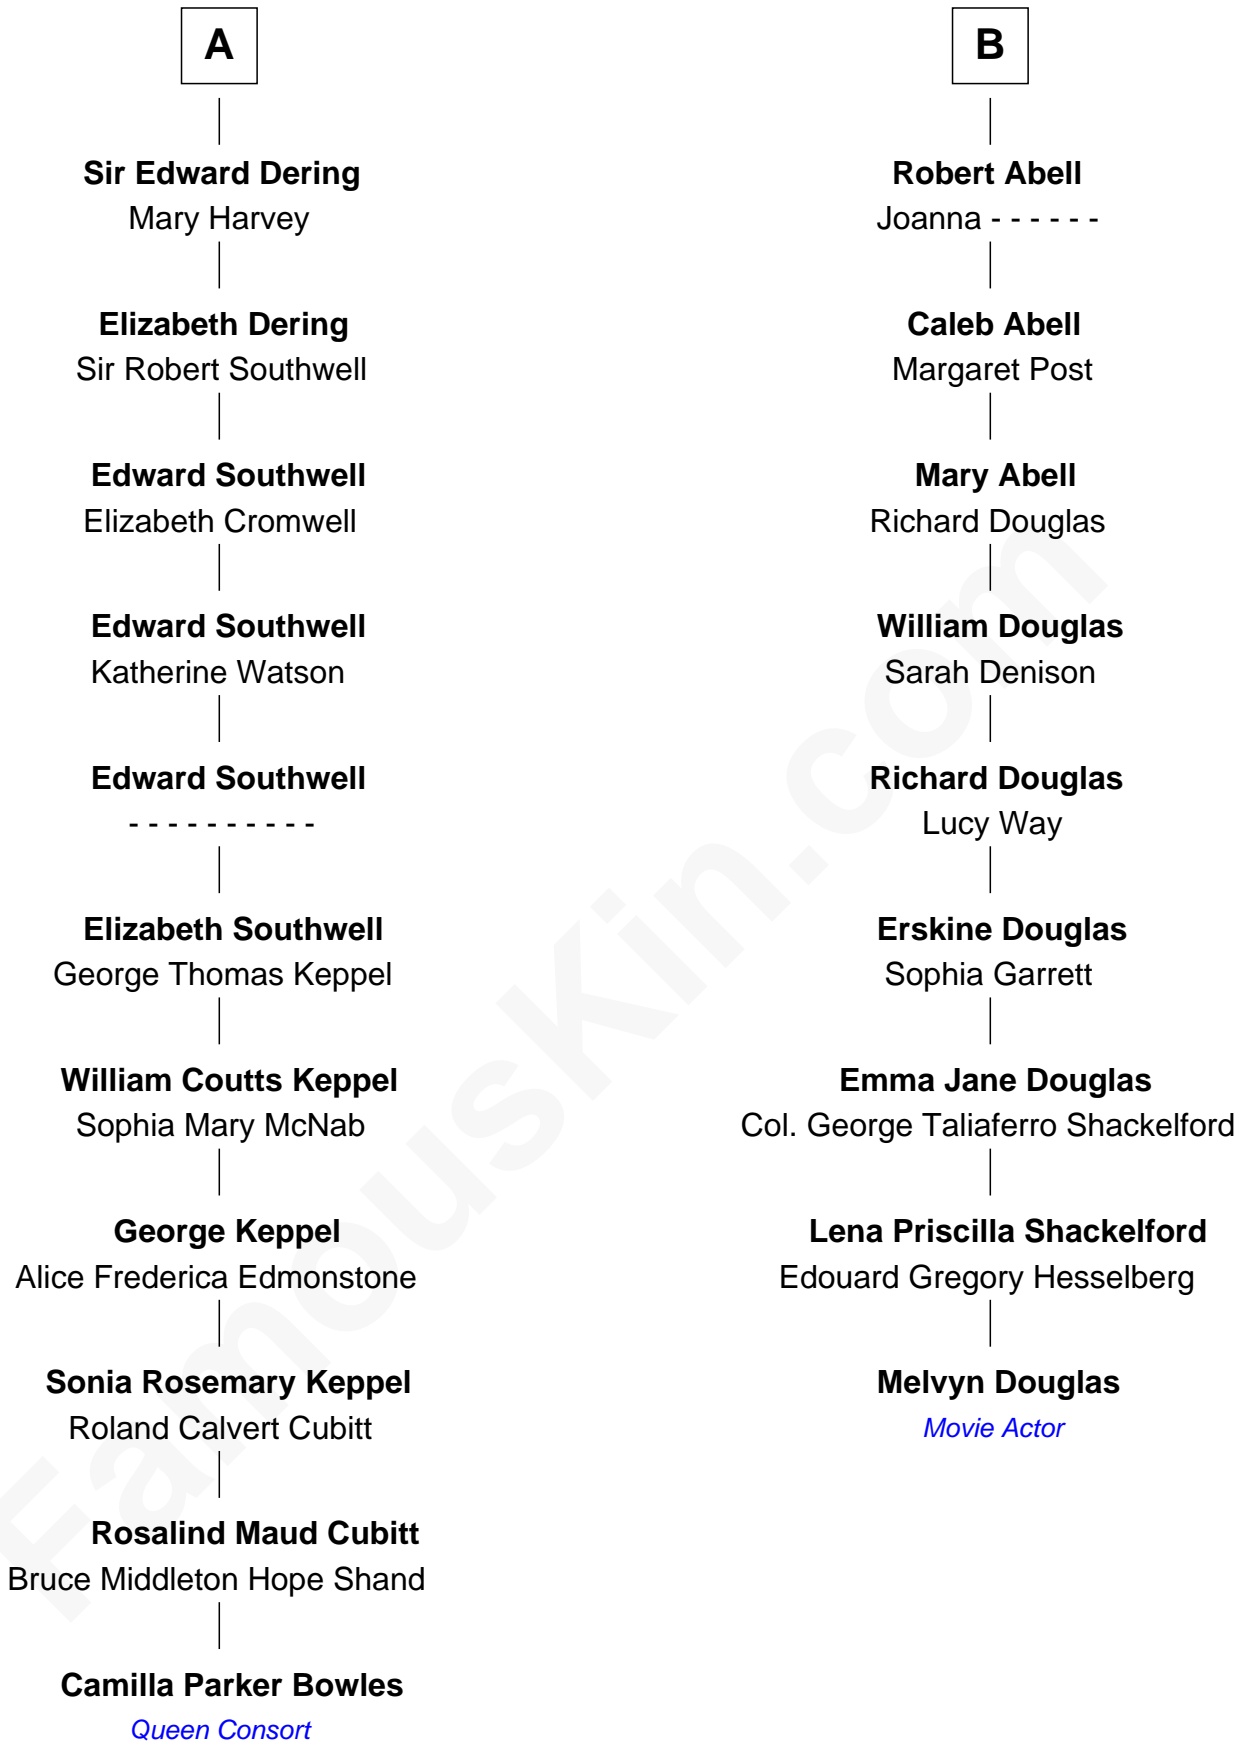 A
Sir Edward Dering
Mary Harvey
Elizabeth Dering
Sir Robert Southwell
Edward Southwell
Elizabeth Cromwell
Edward Southwell
Katherine Watson
Edward Southwell
- - - - - - - - - -
Elizabeth Southwell
George Thomas Keppel
William Coutts Keppel
Sophia Mary McNab
George Keppel
Alice Frederica Edmonstone
Sonia Rosemary Keppel
Roland Calvert Cubitt
Rosalind Maud Cubitt
Bruce Middleton Hope Shand
Camilla Parker Bowles
Queen Consort
B
Robert Abell
Joanna - - - - - -
Caleb Abell
Margaret Post
Mary Abell
Richard Douglas
William Douglas
Sarah Denison
Richard Douglas
Lucy Way
Erskine Douglas
Sophia Garrett
Emma Jane Douglas
Col. George Taliaferro Shackelford
Lena Priscilla Shackelford
Edouard Gregory Hesselberg
Melvyn Douglas
Movie Actor
FamousKin.com